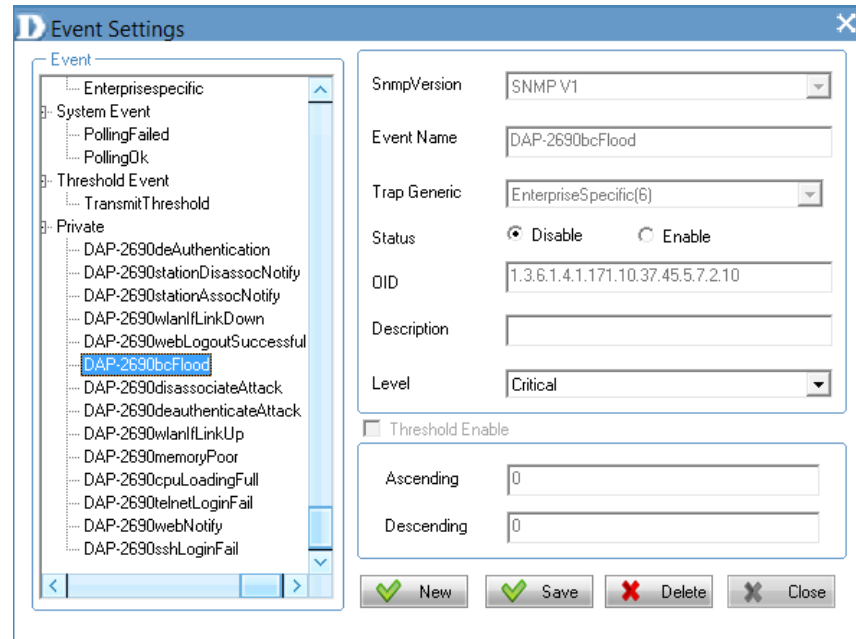 D Event Settings
Event
Enterprisespecific
System Event
PollingFailed
PollingOk
Threshold Event
TransmitThreshold
Private
DAP-2690deAuthentication
DAP-2690stationDisassocNotify
DAP-2690stationAssocNotify
DAP-2690wlanIfLinkDown
DAP-2690webLogoutSuccessful
DAP-2690bcFlood
DAP-2690disassociateAttack
DAP-2690deauthenticateAttack
DAP-2690wlanIfLinkUp
DAP-2690memoryPoor
DAP-2690cpuLoadingFull
DAP-2690telnetLoginFail
DAP-2690webNotify
DAP-2690sshLoginFail
SnmpVersion SNMP V1
Event Name DAP-2690bcFlood
Trap Generic EnterpriseSpecific(6)
Status Disable Enable
OID 1.3.6.1.4.1.171.10.37.45.5.7.2.10
Description
Level Critical
Threshold Enable
Ascending 0
Descending 0
New Save Delete Close